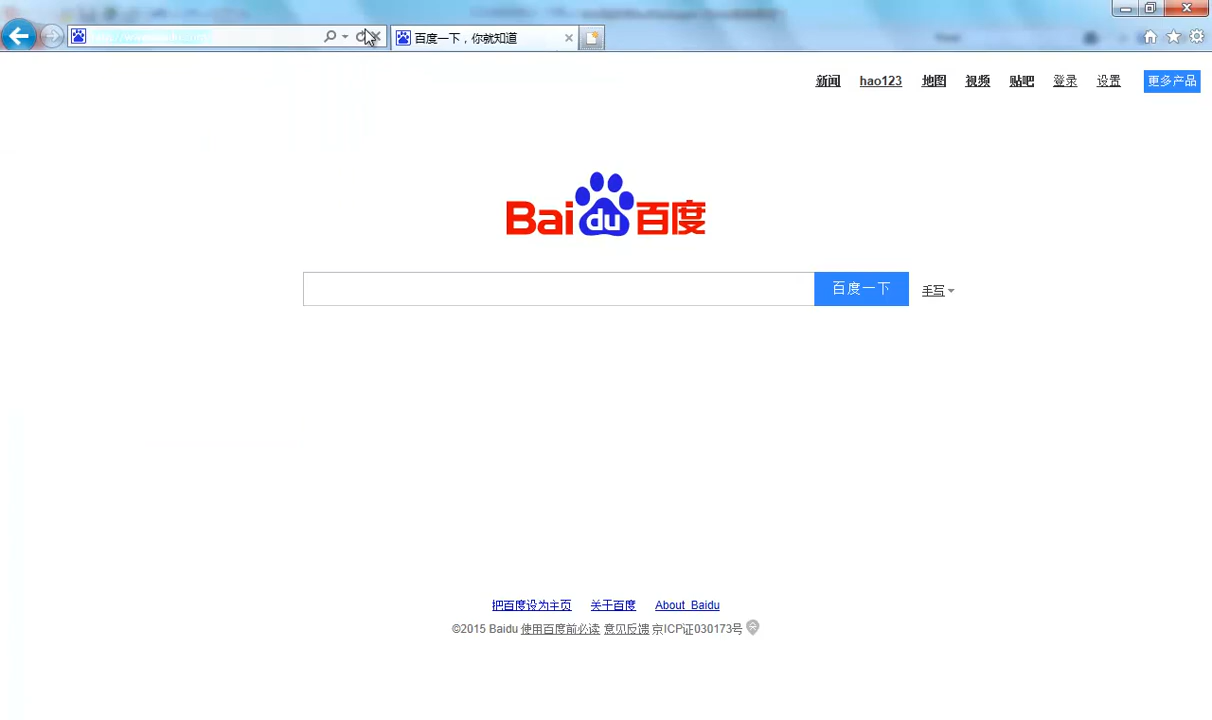 百度一下，你就知道
新闻 hao123 地图 视频 贴吧 登录 设置 更多产品
Baidu百度
百度一下 手写
把百度设为主页 关于百度 About Baidu
©2015 Baidu 使用百度前必读 意见反馈 京ICP证030173号